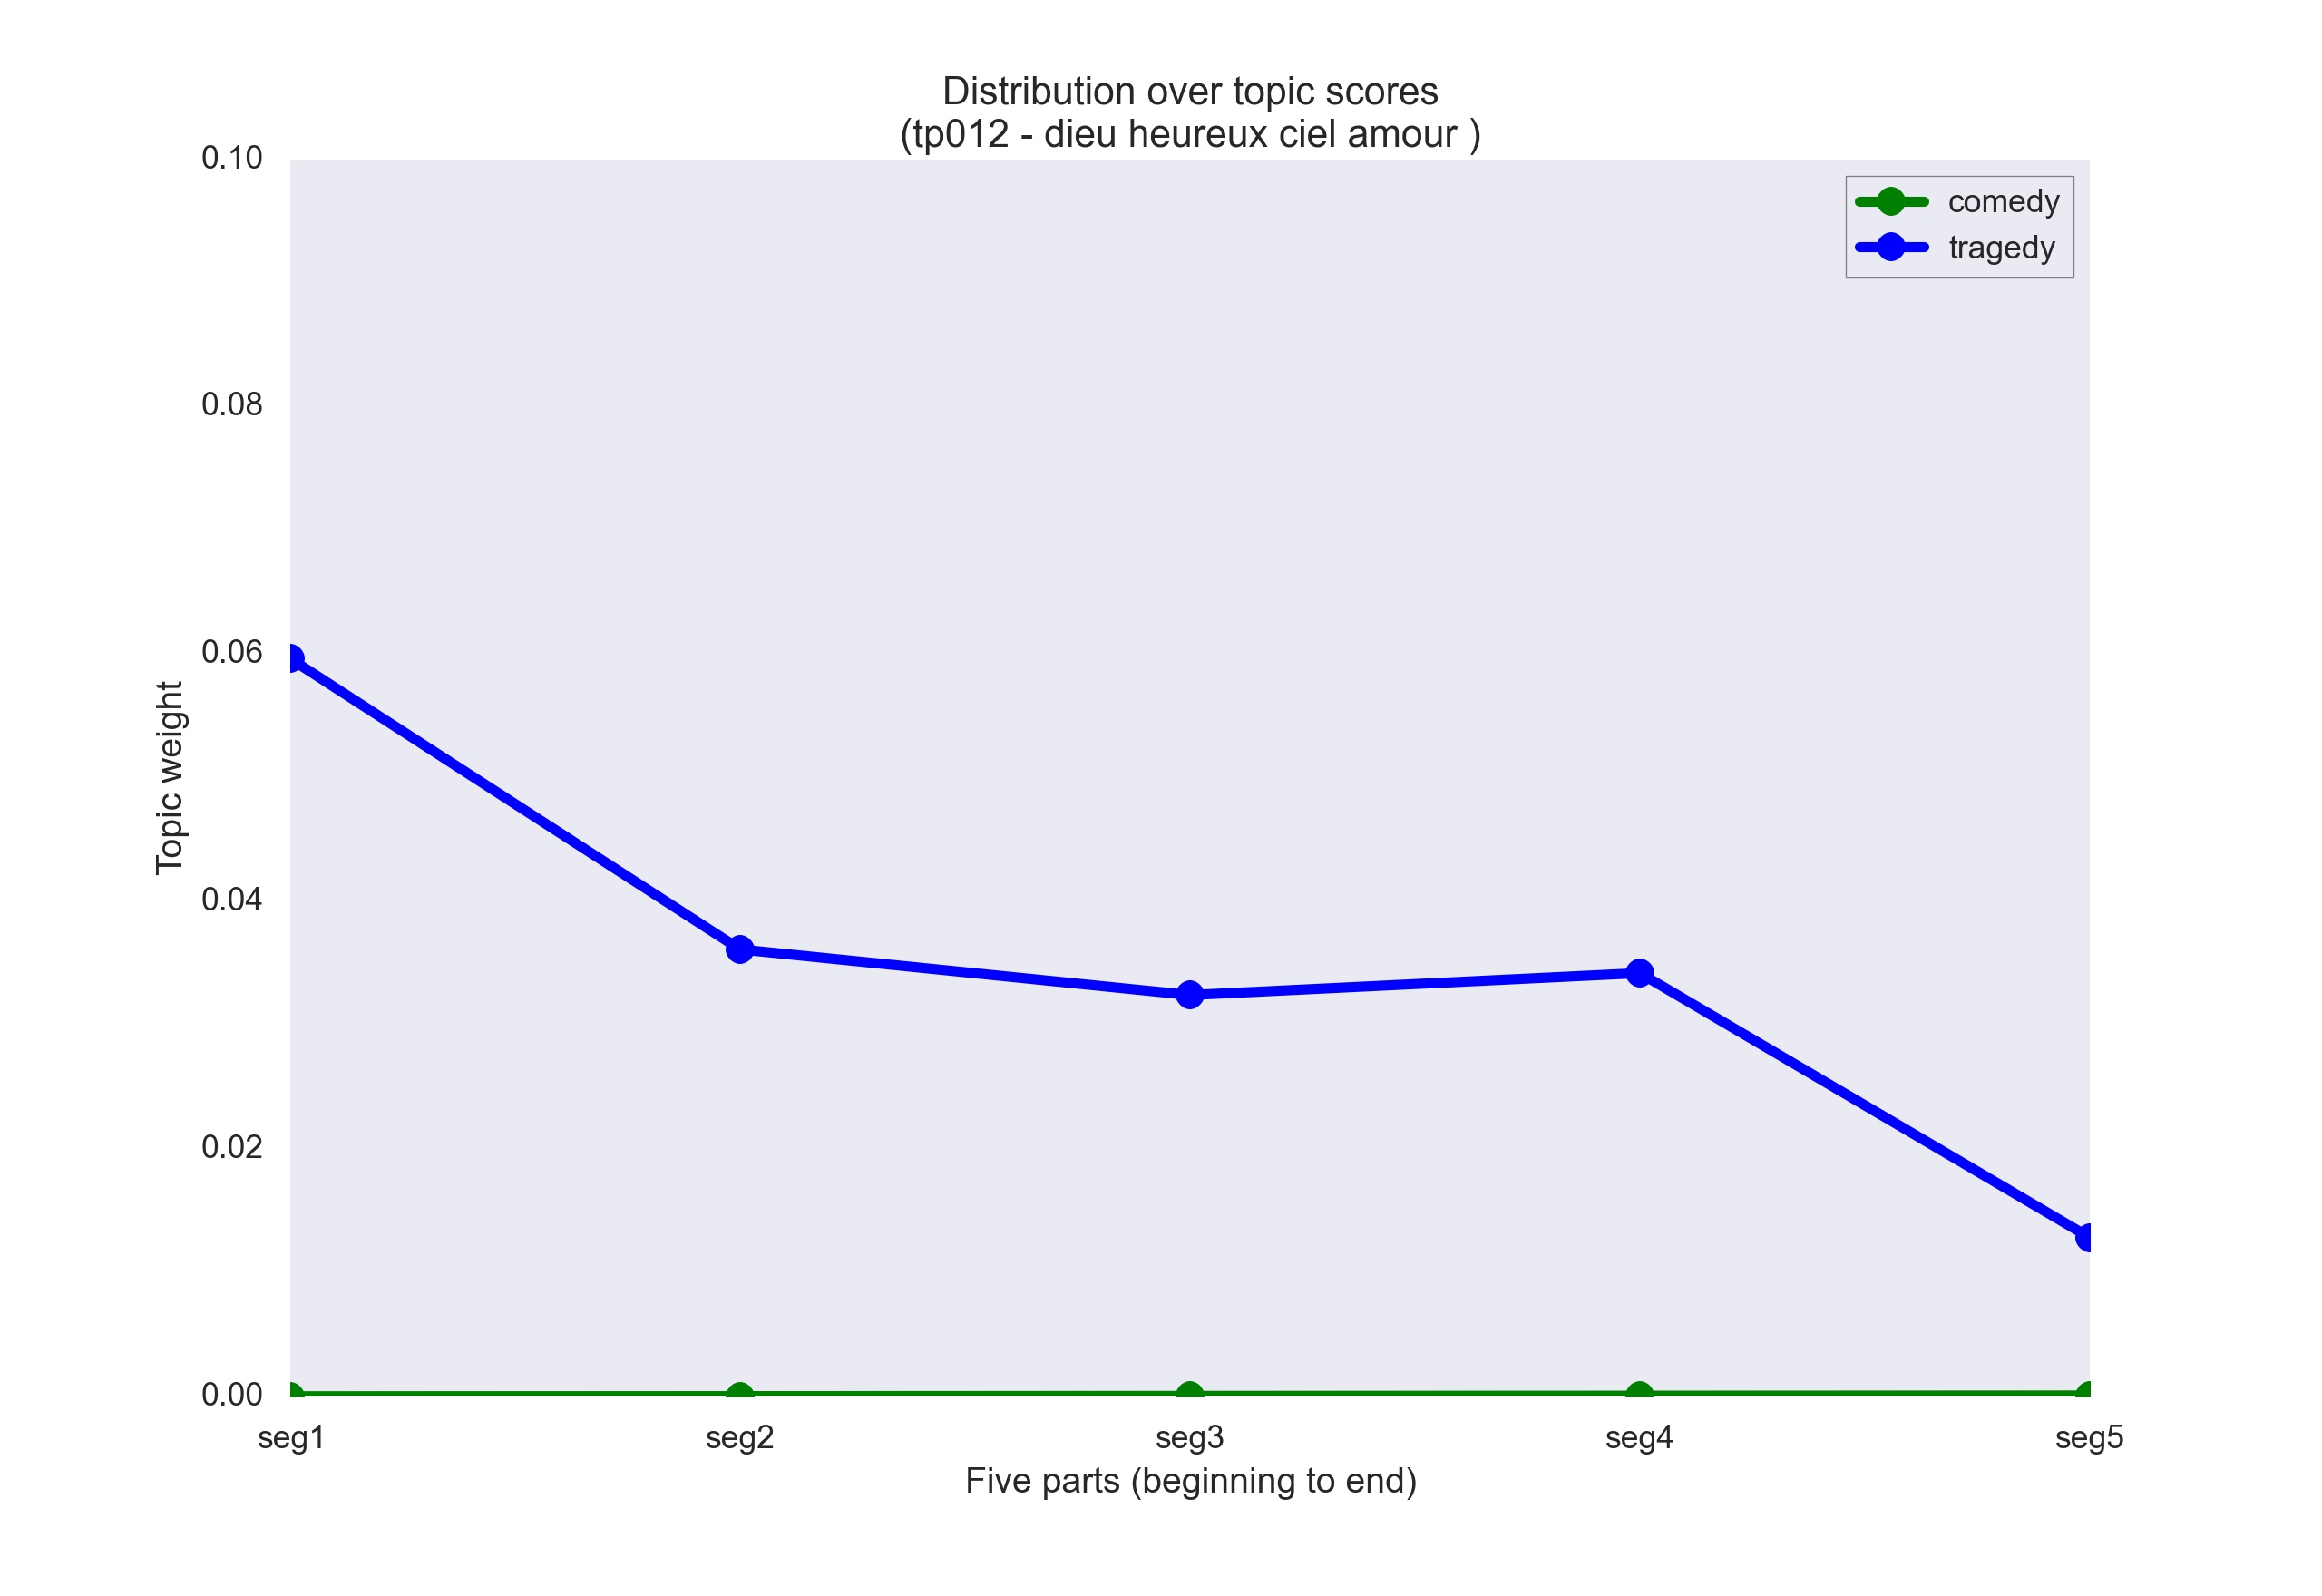 Distribution over topic scores
(tp012 - dieu heureux ciel amour )
0.10
0.08
0.06
0.04
0.02
0.00
Topic weight
comedy
tragedy
seg1
seg2
seg3
seg4
seg5
Five parts (beginning to end)